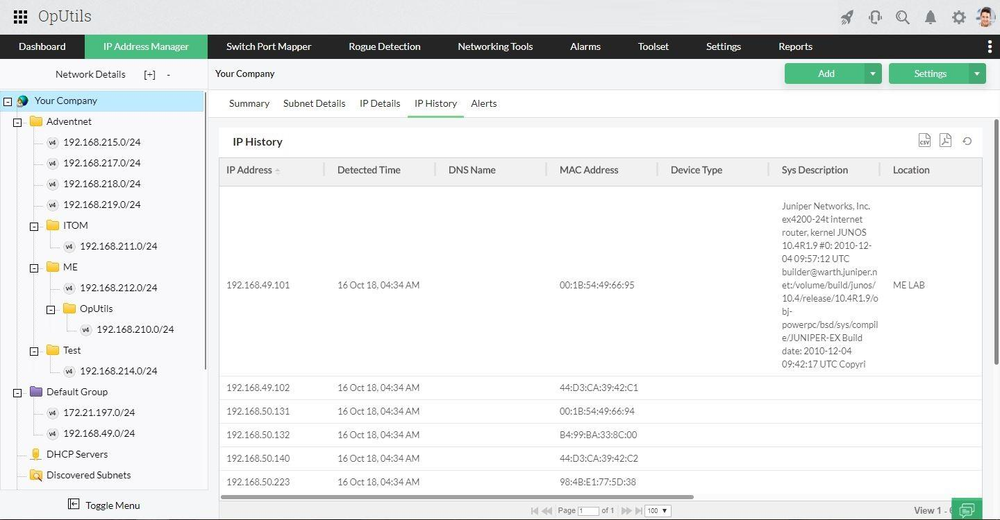 OpUtils
Dashboard IP Address Manager Switch Port Mapper Rogue Detection Networking Tools Alarms Toolset Settings Reports
Network Details [+] -
Your Company
Adventnet
v4 192.168.215.0/24
v4 192.168.217.0/24
v4 192.168.218.0/24
v4 192.168.219.0/24
ITOM
v4 192.168.211.0/24
ME
v4 192.168.212.0/24
OpUtils
v4 192.168.210.0/24
Test
v4 192.168.214.0/24
Default Group
v4 172.21.197.0/24
v4 192.168.49.0/24
DHCP Servers
Discovered Subnets
Toggle Menu
Your Company
Add Settings
Summary Subnet Details IP Details IP History Alerts
IP History
CSV
IP Address Detected Time DNS Name MAC Address Device Type Sys Description Location
192.168.49.101 16 Oct 18, 04:34 AM 00:1B:54:49:66:95
Juniper Networks, Inc.
ex4200-24t internet
router, kernel JUNOS
10.4R1.9 #0: 2010-12-
04 09:57:12 UTC
builder@warth.juniper.n
et:/volume/build/junos/
10.4/release/10.4R1.9/o
bj-
powerpc/bsd/sys/compil
e/JUNIPER-EX Build
date: 2010-12-04
09:42:17 UTC Copyri
ME LAB
192.168.49.102 16 Oct 18, 04:34 AM 44:D3:CA:39:42:C1
192.168.50.131 16 Oct 18, 04:34 AM 00:1B:54:49:66:94
192.168.50.132 16 Oct 18, 04:34 AM B4:99:BA:33:8C:00
192.168.50.140 16 Oct 18, 04:34 AM 44:D3:CA:39:42:C2
192.168.50.223 16 Oct 18, 04:34 AM 98:4B:E1:77:5D:38
Page 1 of 1 100 View 1 -